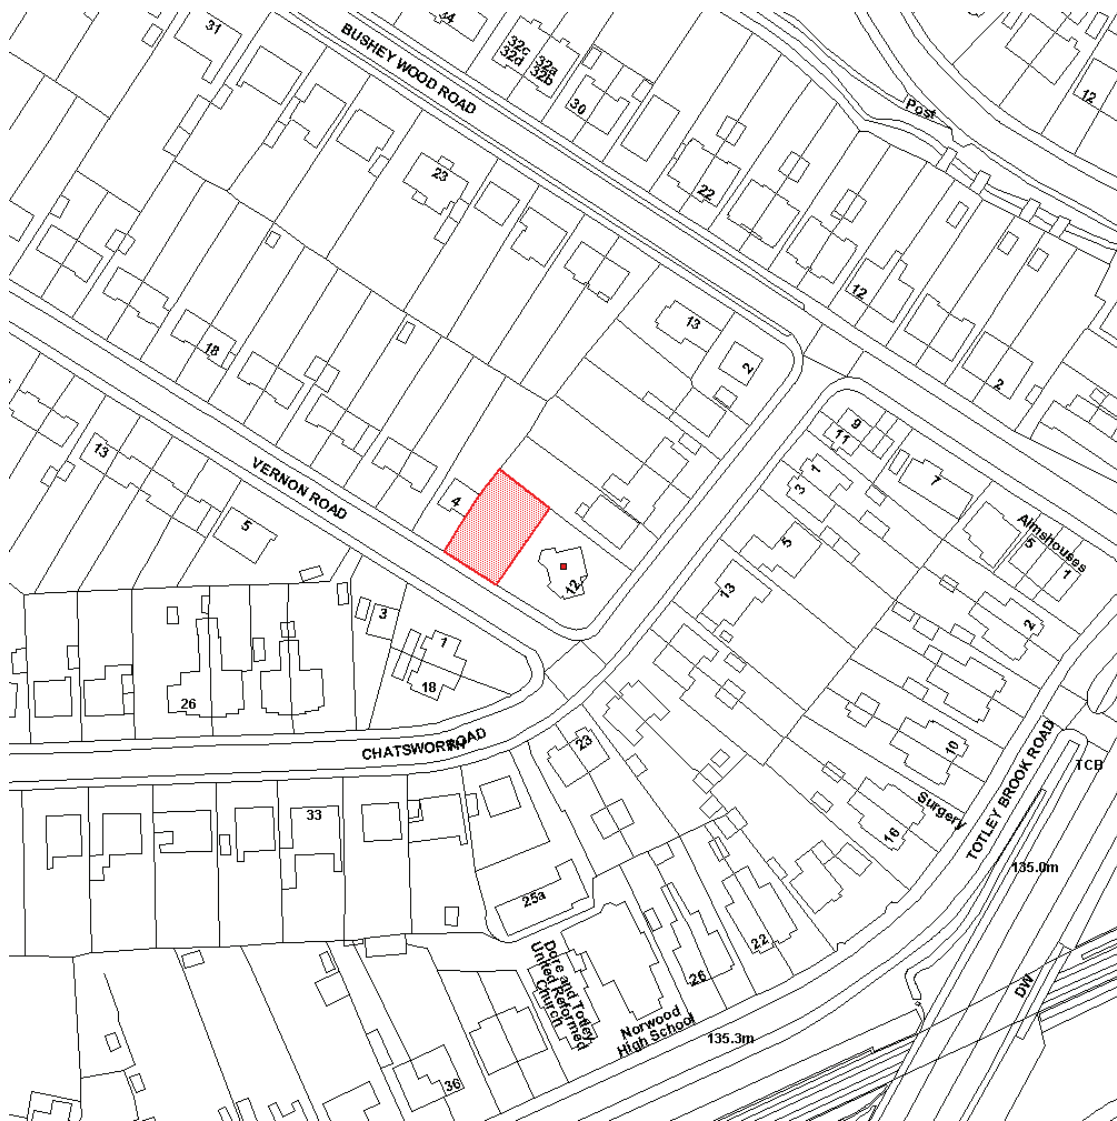 31
34
BUSHEY WOOD ROAD
32c
32d
32a
32b
30
12
Post
23
22
12
2
18
13
2
13
VERNON ROAD
5
4
9
11
1
3
7
5
13
Almshouses
5
1
2
12
3
1
18
26
CHATSWOR
ROAD
23
10
TOTLEY BROOK ROAD
TCB
Surgery
16
135.0m
33
25a
22
26
Dore and Totley
United Reformed
Church
Norwood
High School
135.3m
DW
36